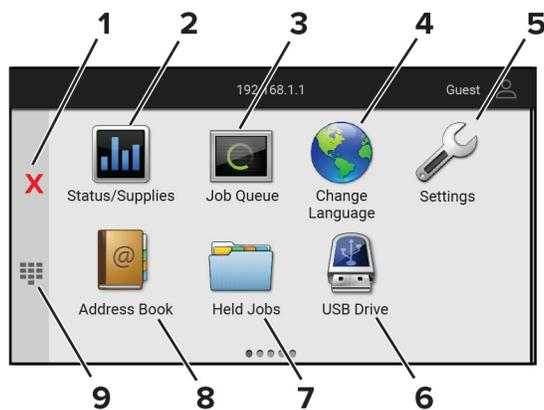 1 2 3 4 5
192.168.1.1 Guest
X
Status/Supplies Job Queue Change Language Settings
@
Address Book Held Jobs USB Drive
9 8 7 6